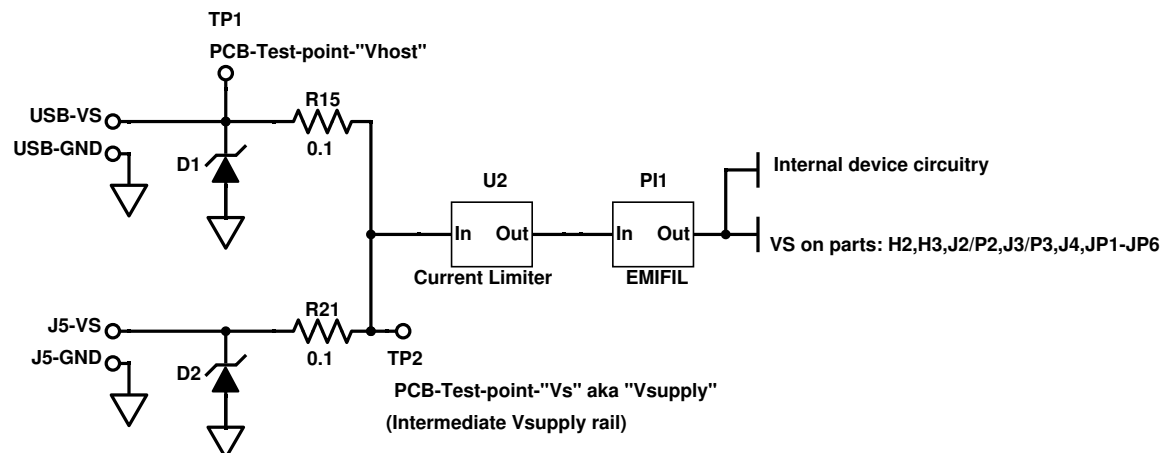 TP1
PCB-Test-point-"Vhost"
USB-VS
R15
0.1
USB-GND
D1
U2
PI1
Internal device circuitry
In
Out
In
Out
VS on parts: H2,H3,J2/P2,J3/P3,J4,JP1-JP6
Current Limiter
EMIFIL
J5-VS
R21
0.1
J5-GND
D2
TP2
PCB-Test-point-"Vs" aka "Vsupply"
(Intermediate Vsupply rail)